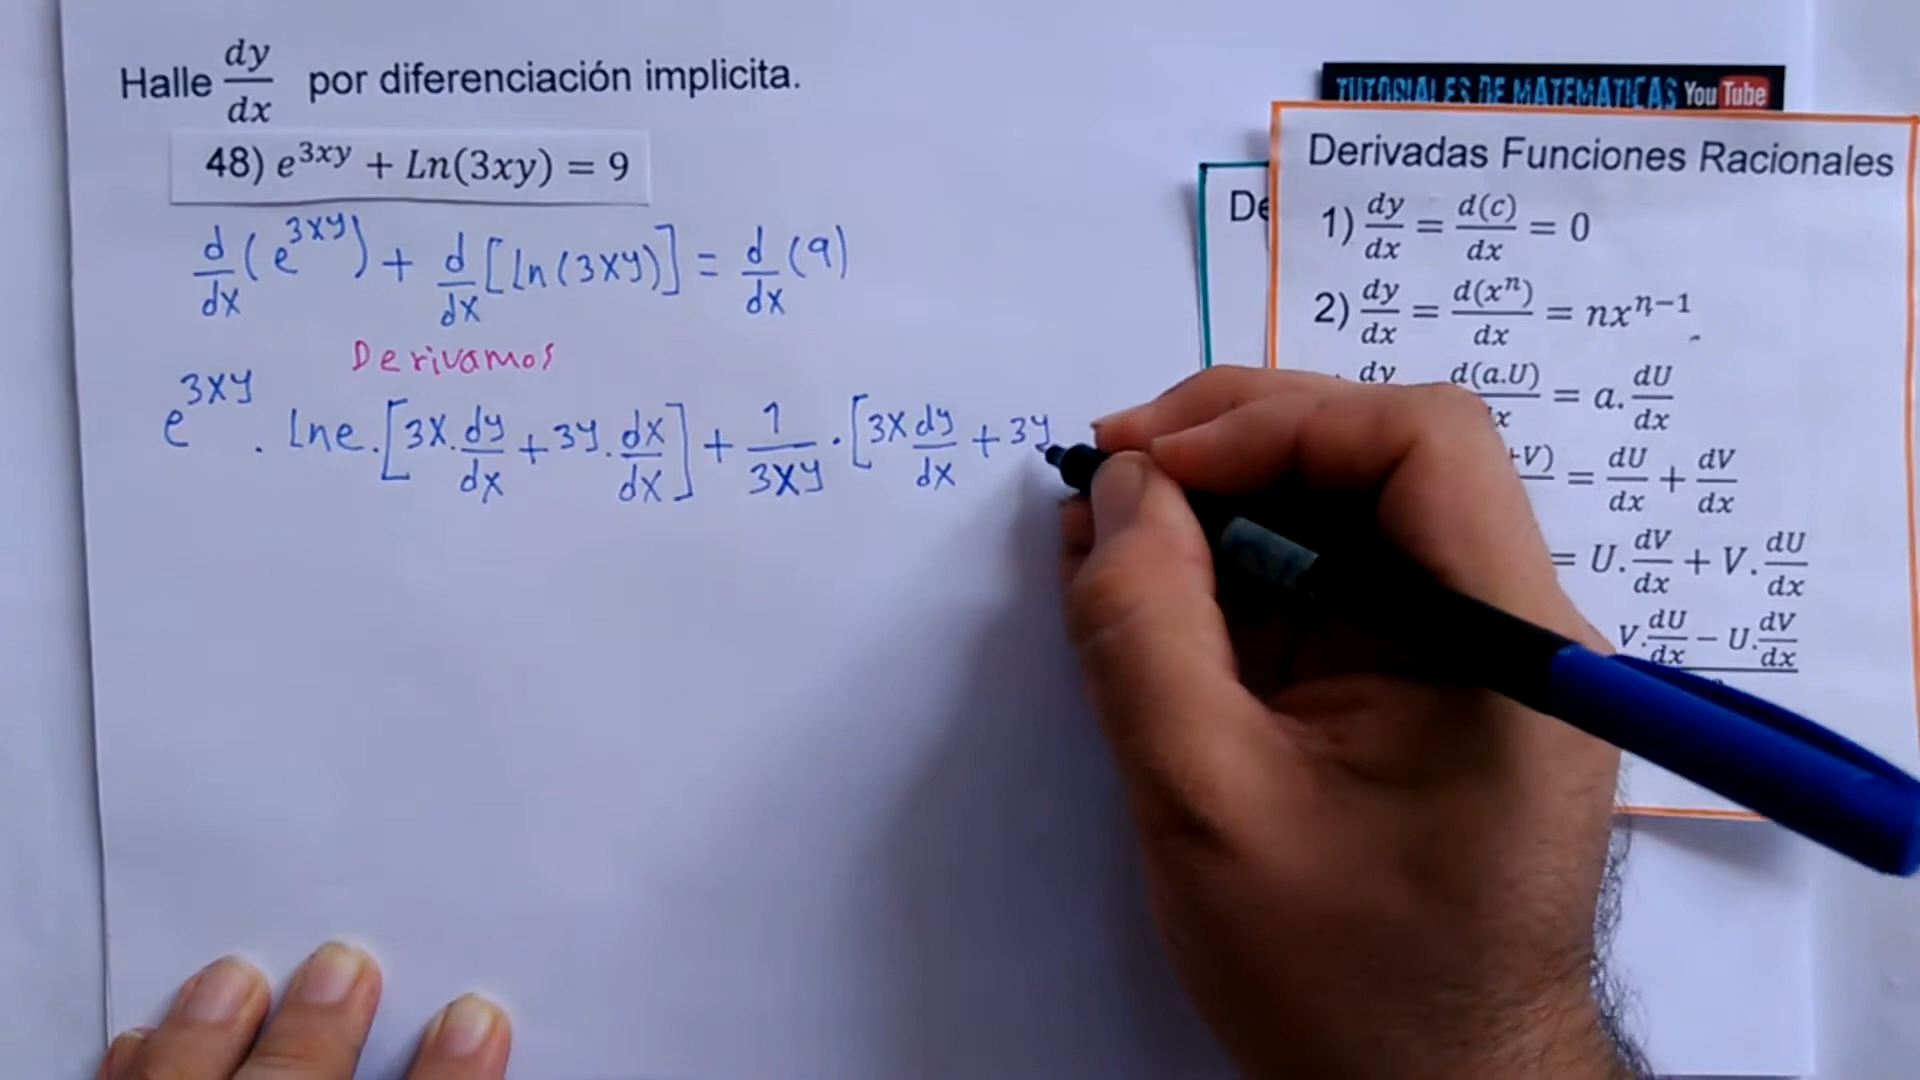 Halle dy/dx por diferenciación implicita.
48) e^{3xy} + Ln(3xy) = 9
d/dx (e^{3xy}) + d/dx [ln(3xy)] = d/dx (9)
Derivamos
e^{3xy} . lne . [3x . dy/dx + 3y . dx/dx] + 1/3xy . [3x dy/dx + 3y
TUTORIALES DE MATEMATICAS YouTube
De
Derivadas Funciones Racionales
1) dy/dx = d(c)/dx = 0
2) dy/dx = d(x^n)/dx = nx^{n-1}
dy d(a.U)/dx = a. dU/dx
+V) = dU/dx + dV/dx
= U. dV/dx + V. dU/dx
V. dU/dx − U. dV/dx